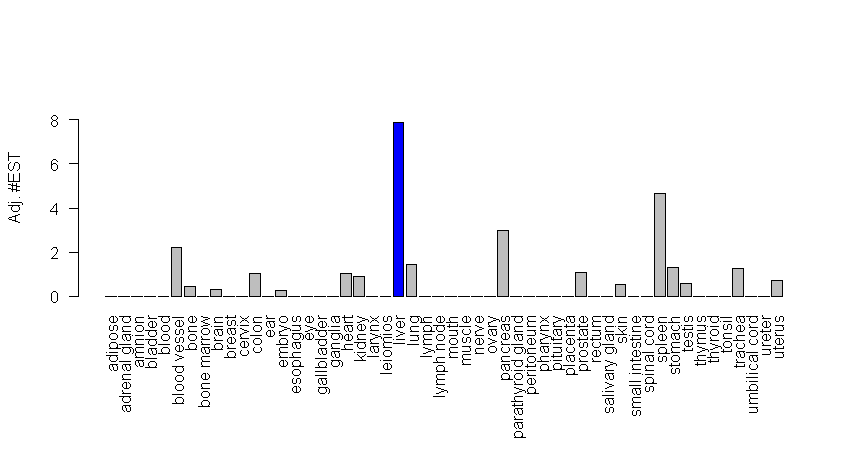 Adj. #EST
8
6
4
2
0
adipose
adrenal gland
amnion
bladder
blood
blood vessel
bone
bone marrow
brain
breast
cervix
colon
ear
embryo
esophagus
eye
gallbladder
ganglia
heart
kidney
larynx
leiomios
liver
lung
lymph
lymph node
mouth
muscle
nerve
ovary
pancreas
parathyroid gland
peritoneum
pharynx
pituitary
placenta
prostate
rectum
salivary gland
skin
small intestine
spinal cord
spleen
stomach
testis
thymus
thyroid
tonsil
trachea
umbilical cord
ureter
uterus